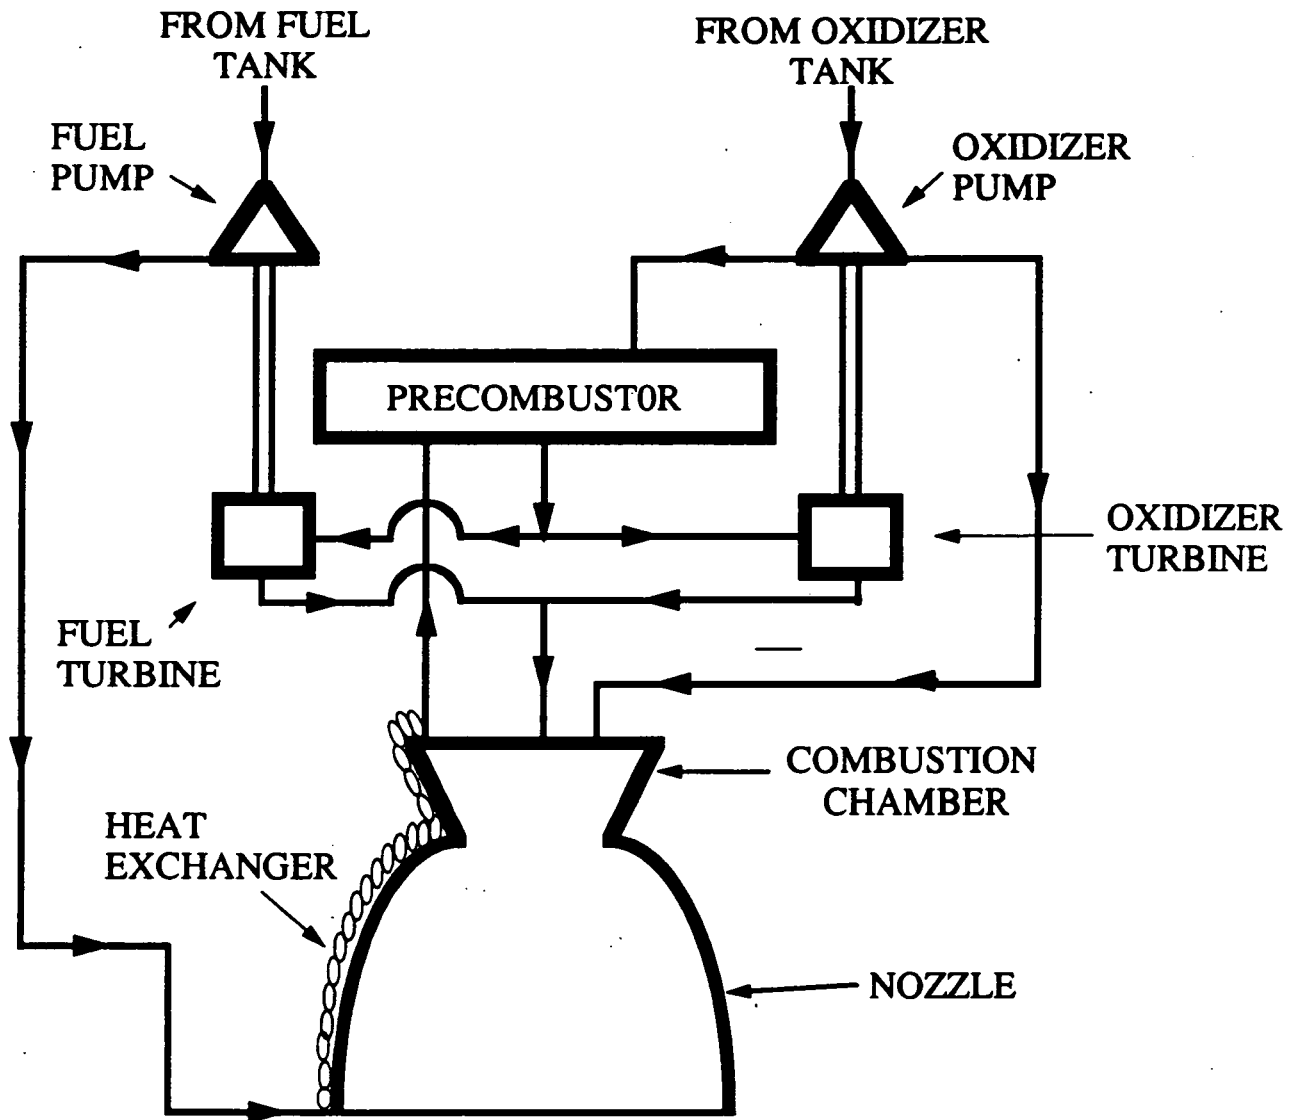 FROM FUEL
TANK
FROM OXIDIZER
TANK
FUEL
PUMP
OXIDIZER
PUMP
PRECOMBUSTOR
OXIDIZER
TURBINE
FUEL
TURBINE
COMBUSTION
CHAMBER
HEAT
EXCHANGER
NOZZLE